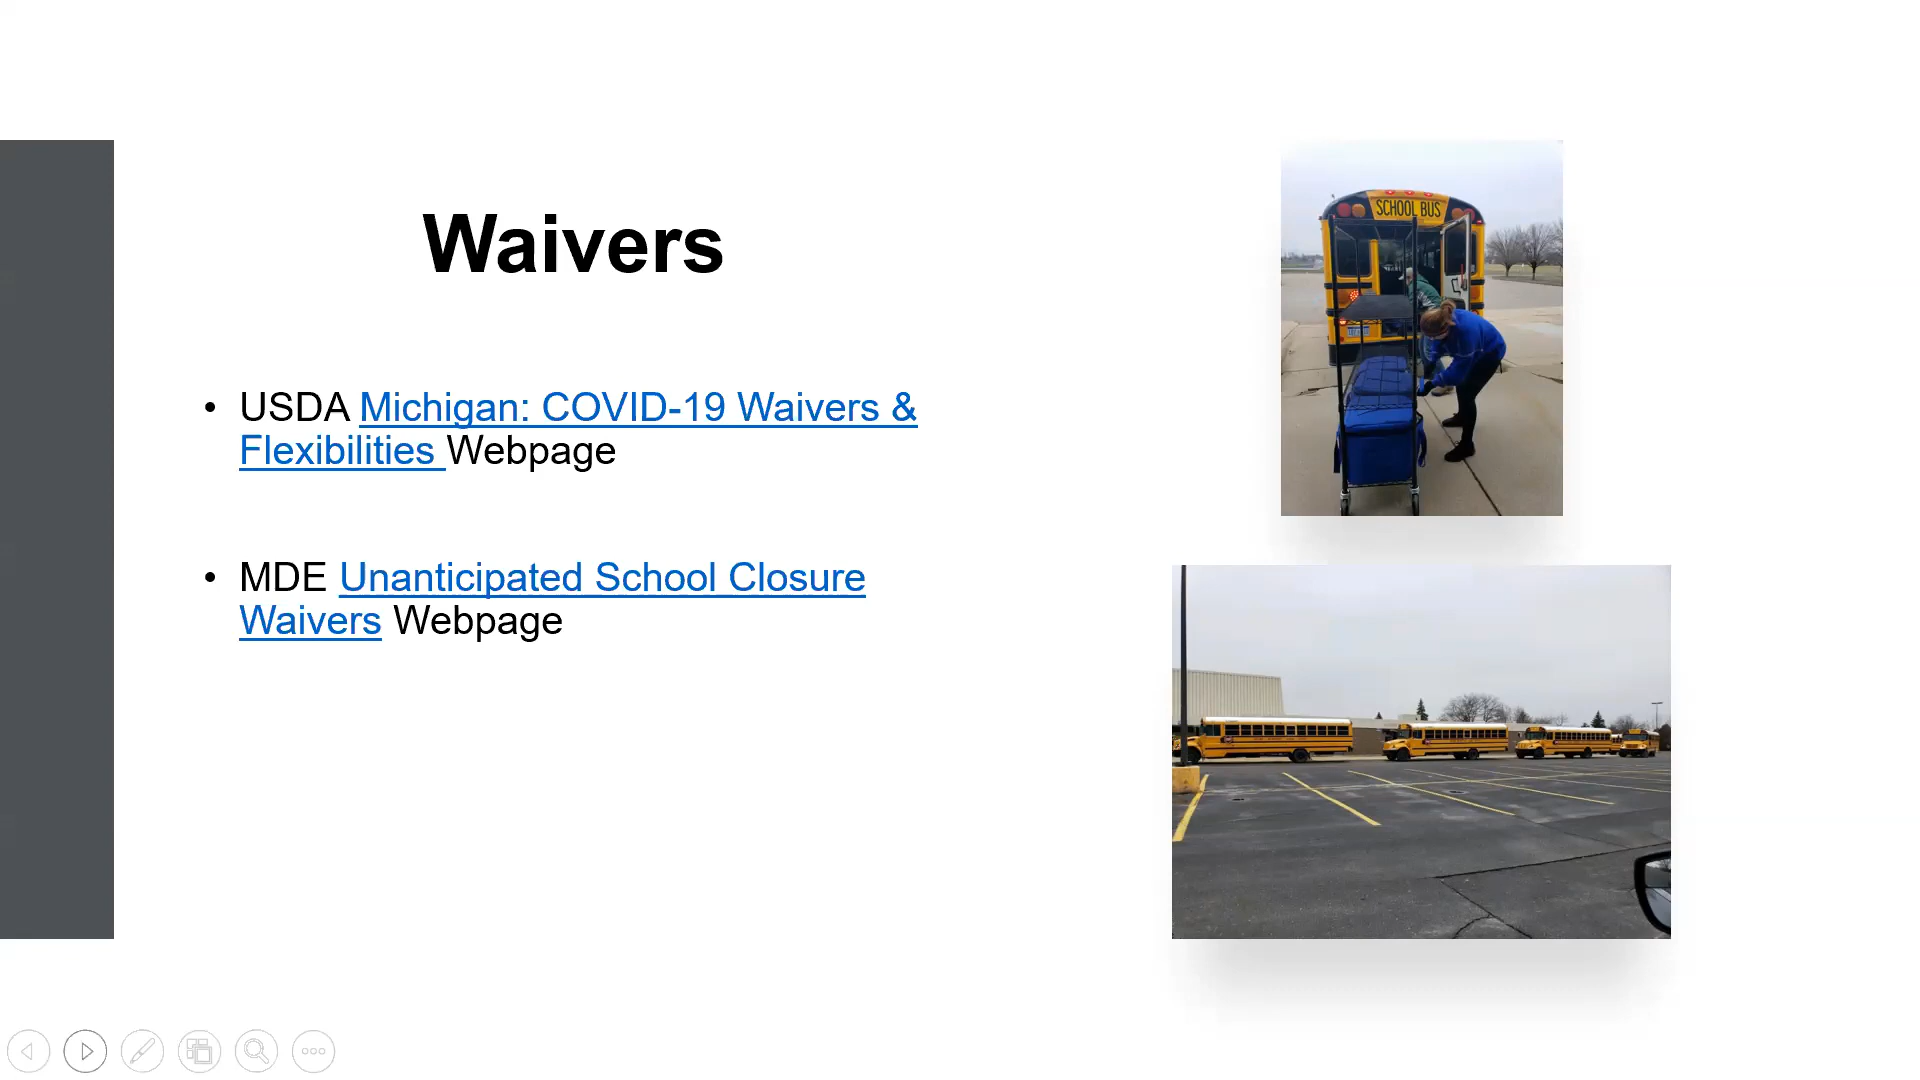 Waivers
• USDA Michigan: COVID-19 Waivers &
Flexibilities Webpage
• MDE Unanticipated School Closure
Waivers Webpage
SCHOOL BUS